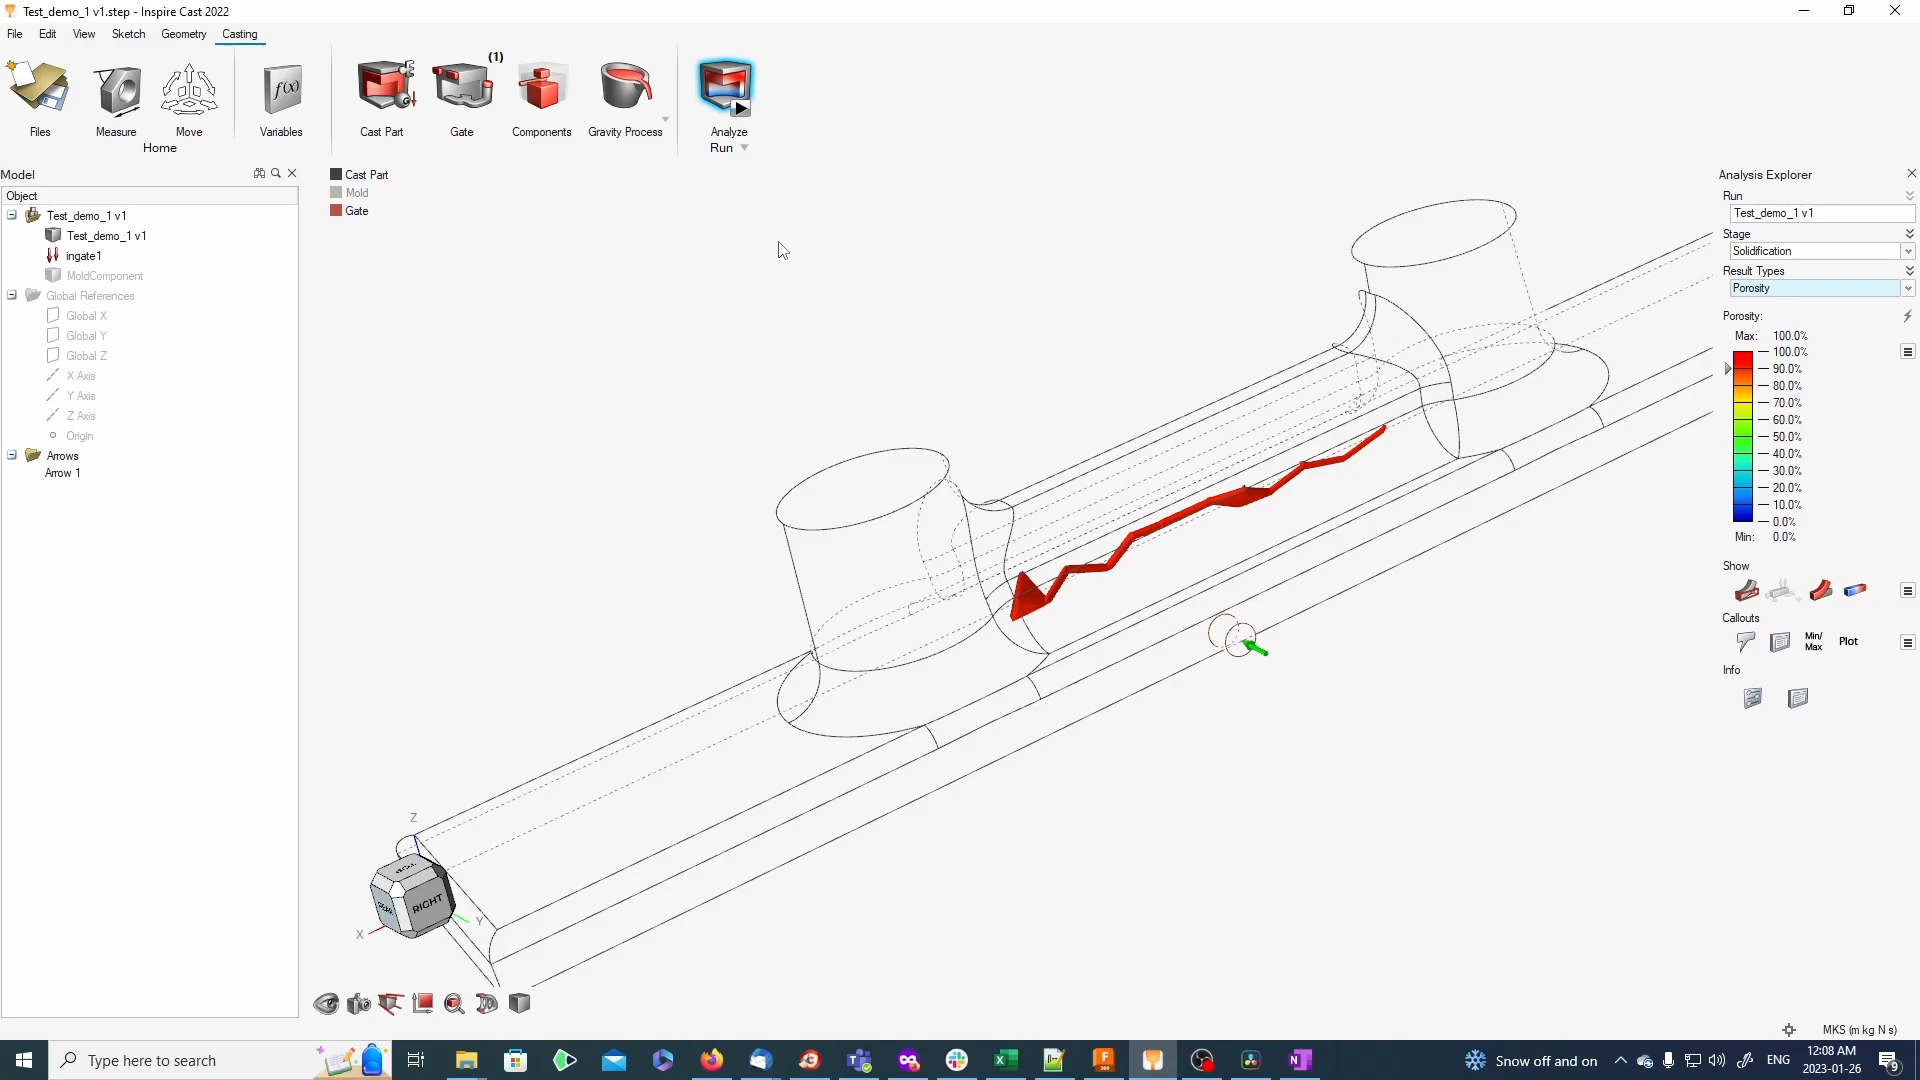 Test_demo_1 v1.step - Inspire Cast 2022
File Edit View Sketch Geometry Casting
(1)
f(x)
Files Measure Move Variables Cast Part Gate Components Gravity Process Analyze
Home Run
Model
Object
Test_demo_1 v1
Test_demo_1 v1
ingate1
MoldComponent
Global References
Global X
Global Y
Global Z
X Axis
Y Axis
Z Axis
Origin
Arrows
Arrow 1
Cast Part
Mold
Gate
Z
RIGHT
Y
X
Analysis Explorer
Run
Test_demo_1 v1
Stage
Solidification
Result Types
Porosity
Porosity:
Max: 100.0%
100.0%
90.0%
80.0%
70.0%
60.0%
50.0%
40.0%
30.0%
20.0%
10.0%
0.0%
Min: 0.0%
Show
Callouts
Min/
Max
Plot
Info
MKS (m kg N s)
Type here to search
Snow off and on
ENG
12:08 AM
2023-01-26
9